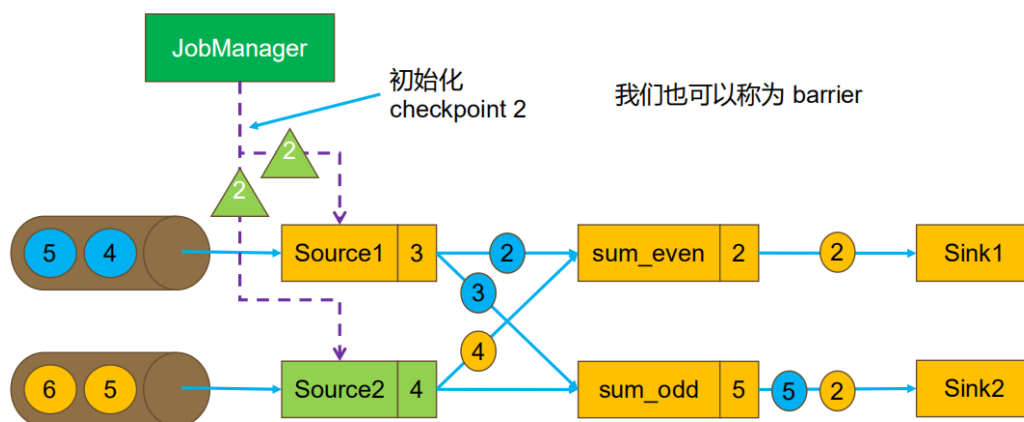 JobManager
初始化
checkpoint 2
我们也可以称为 barrier
2
2
5 4
Source1 3
2
sum_even 2
2
Sink1
3
4
6 5
Source2 4
sum_odd 5
5 2
Sink2